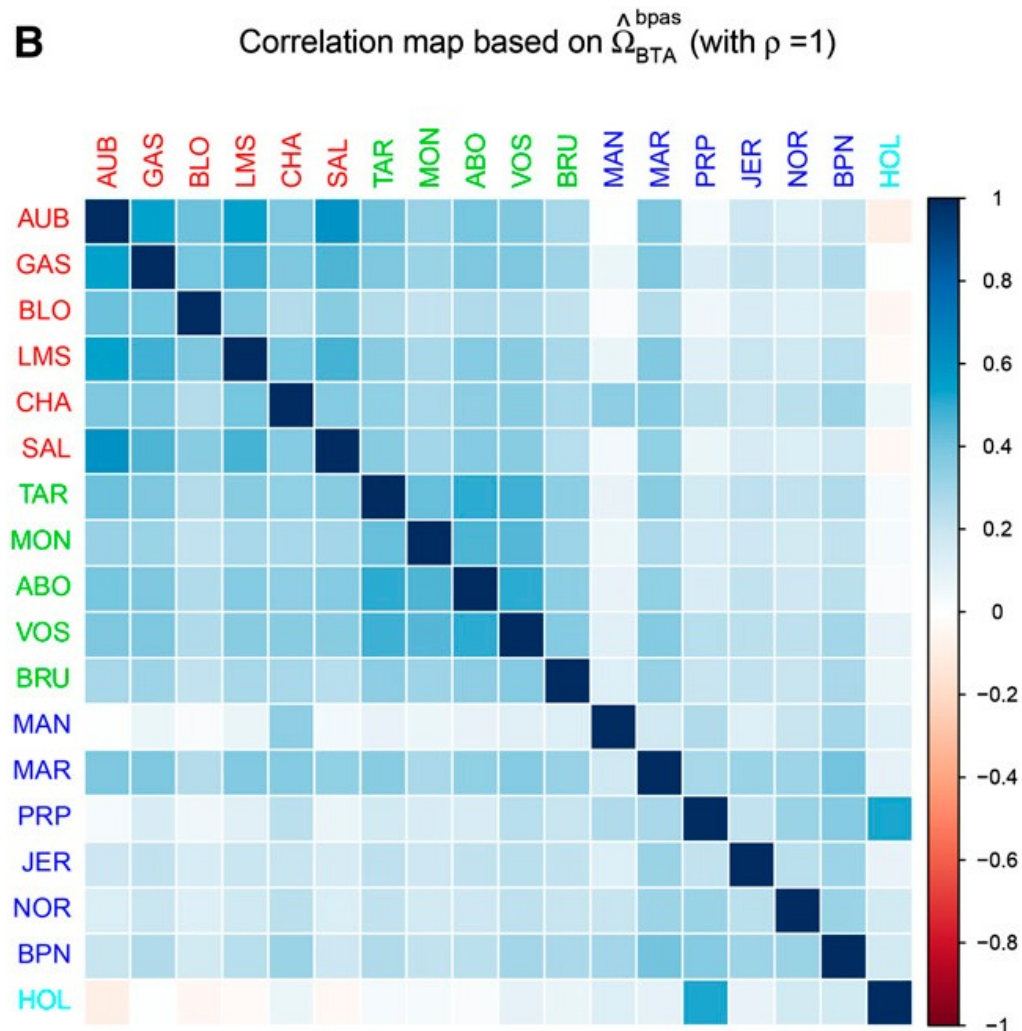 B
Correlation map based on Ω̂ᵇᵖᵃˢ_BTA (with ρ =1)
AUB GAS BLO LMS CHA SAL TAR MON ABO VOS BRU MAN MAR PRP JER NOR BPN HOL
AUB
GAS
BLO
LMS
CHA
SAL
TAR
MON
ABO
VOS
BRU
MAN
MAR
PRP
JER
NOR
BPN
HOL
1
0.8
0.6
0.4
0.2
0
−0.2
−0.4
−0.6
−0.8
−1